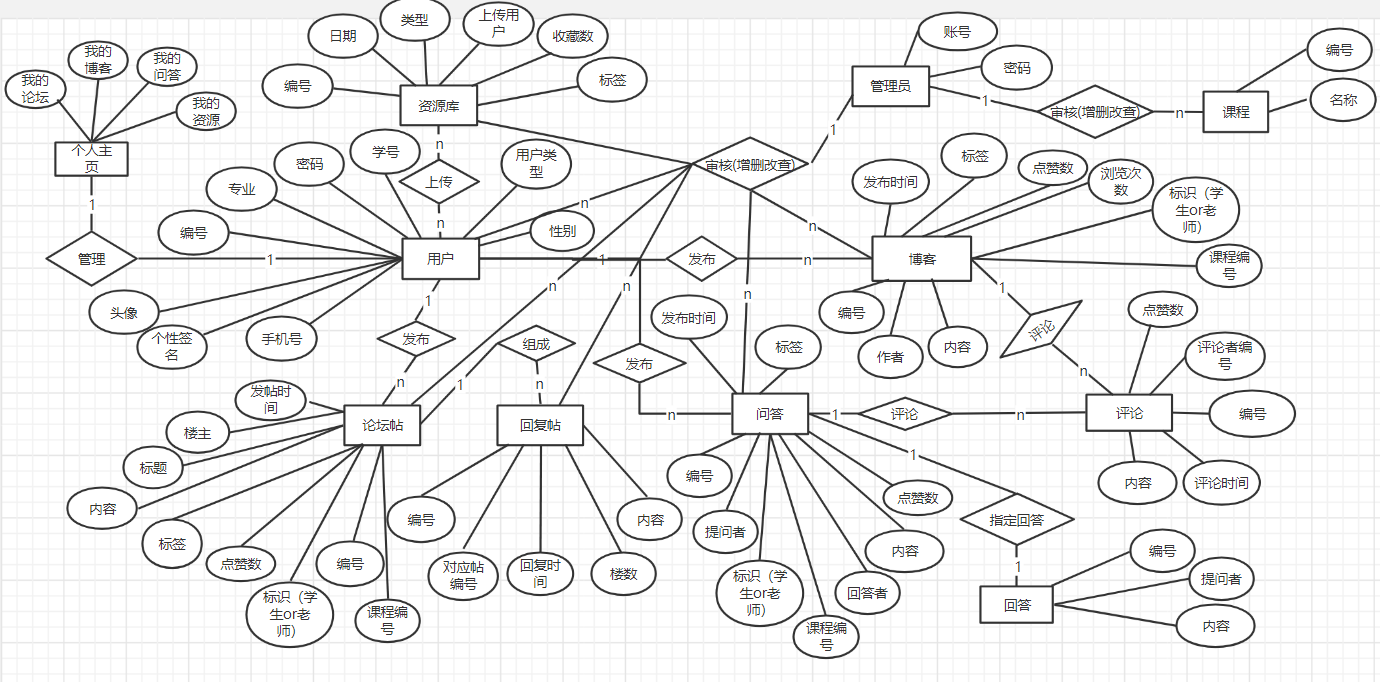 类型
上传用
户
账号
日期
收藏数
编号
我的
博客
我的
问答
密码
标签
编号
我的
论坛
管理员
资源库
1
审核(增删改查)
n
课程
名称
我的
资源
1
n
个人主
页
密码
学号
用户类
型
审核(增删改查)
标签
点赞数
浏览次
数
上传
发布时间
专业
1
n
n
标识（学
生or老
师）
编号
性别
n
管理
1
用户
1
发布
n
博客
课程编
号
n
n
n
1
头像
1
编号
点赞数
发布时间
个性签
名
手机号
发布
组成
标签
作者
内容
评论
评论者编
号
发布
n
n
1
n
发帖时
间
论坛帖
回复帖
n
问答
1
评论
n
评论
编号
楼主
标题
1
编号
内容
评论时间
内容
点赞数
编号
内容
指定回答
标签
提问者
内容
编号
点赞数
编号
对应帖
编号
回复时
间
楼数
标识（学
生or老
师）
回答者
1
提问者
标识（学
生or老
师）
课程编
号
课程编
号
回答
内容